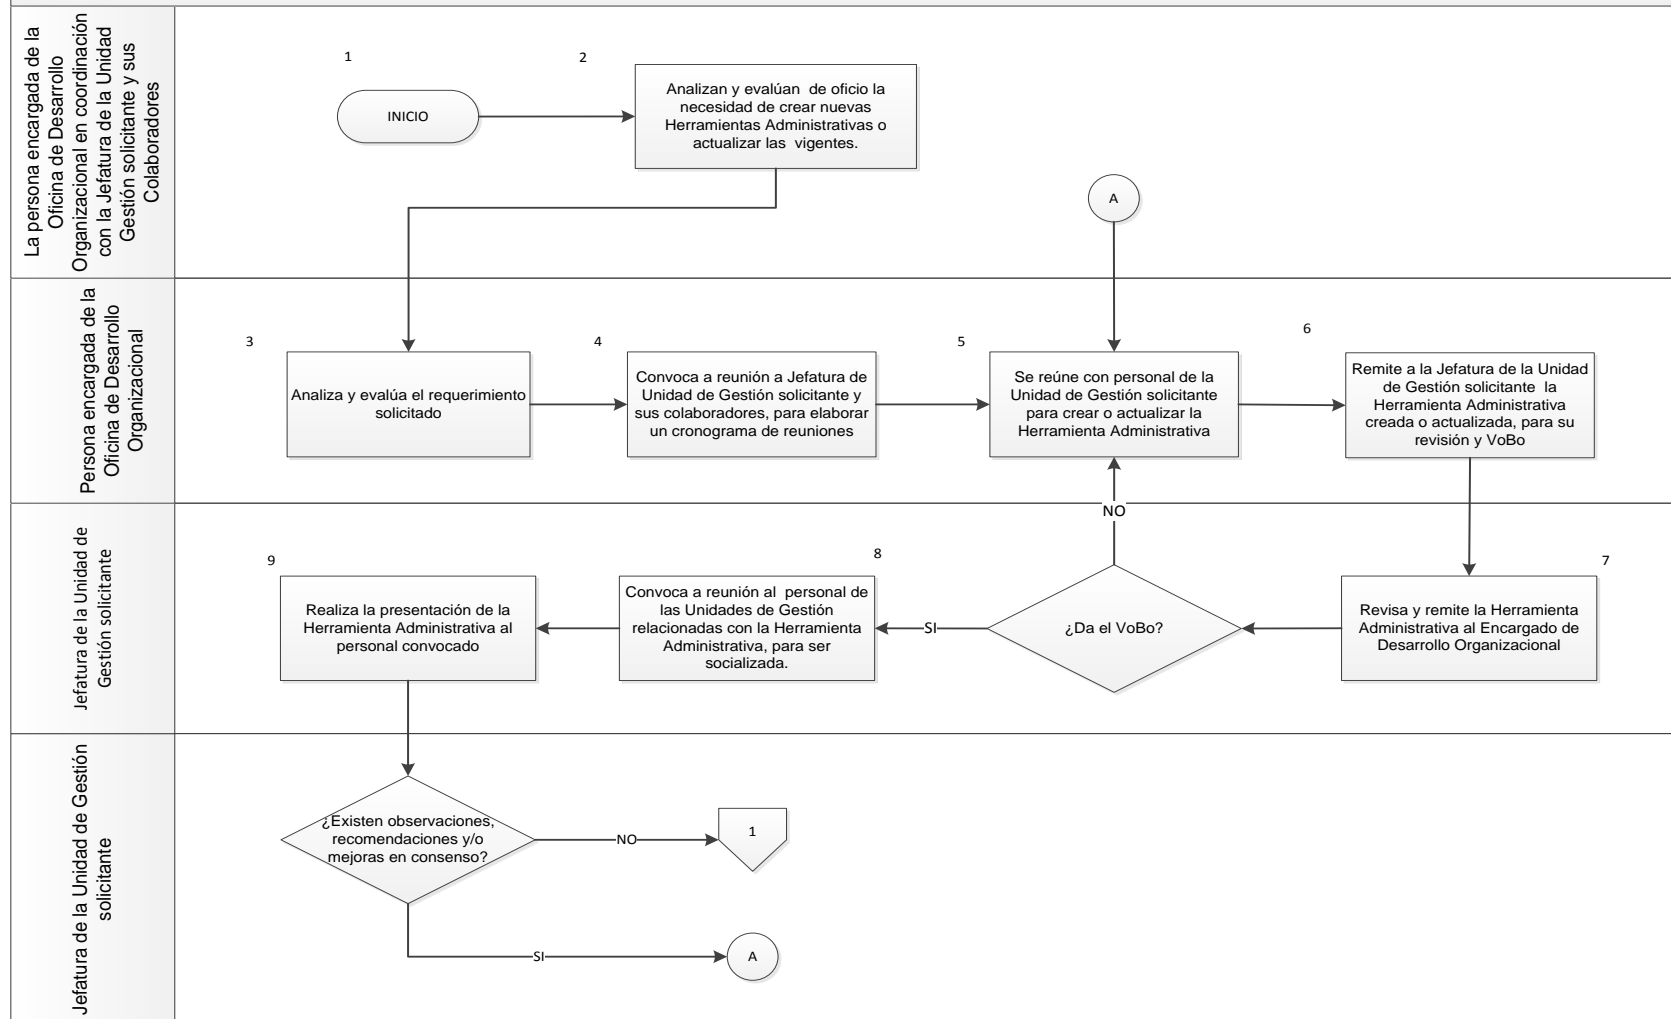 La persona encargada de la
Oficina de Desarrollo
Organizacional en coordinación
con la Jefatura de la Unidad
Gestión solicitante y sus
Colaboradores
1
INICIO
2
Analizan y evalúan de oficio la
necesidad de crear nuevas
Herramientas Administrativas o
actualizar las vigentes.
A
Persona encargada de la
Oficina de Desarrollo
Organizacional
3
Analiza y evalúa el requerimiento
solicitado
4
Convoca a reunión a Jefatura de
Unidad de Gestión solicitante y
sus colaboradores, para elaborar
un cronograma de reuniones
5
Se reúne con personal de la
Unidad de Gestión solicitante
para crear o actualizar la
Herramienta Administrativa
6
Remite a la Jefatura de la Unidad
de Gestión solicitante la
Herramienta Administrativa
creada o actualizada, para su
revisión y VoBo
Jefatura de la Unidad de
Gestión solicitante
7
Revisa y remite la Herramienta
Administrativa al Encargado de
Desarrollo Organizacional
¿Da el VoBo?
NO
SI
8
Convoca a reunión al personal de
las Unidades de Gestión
relacionadas con la Herramienta
Administrativa, para ser
socializada.
9
Realiza la presentación de la
Herramienta Administrativa al
personal convocado
Jefatura de la Unidad de Gestión
solicitante
¿Existen observaciones,
recomendaciones y/o
mejoras en consenso?
NO
1
SI
A